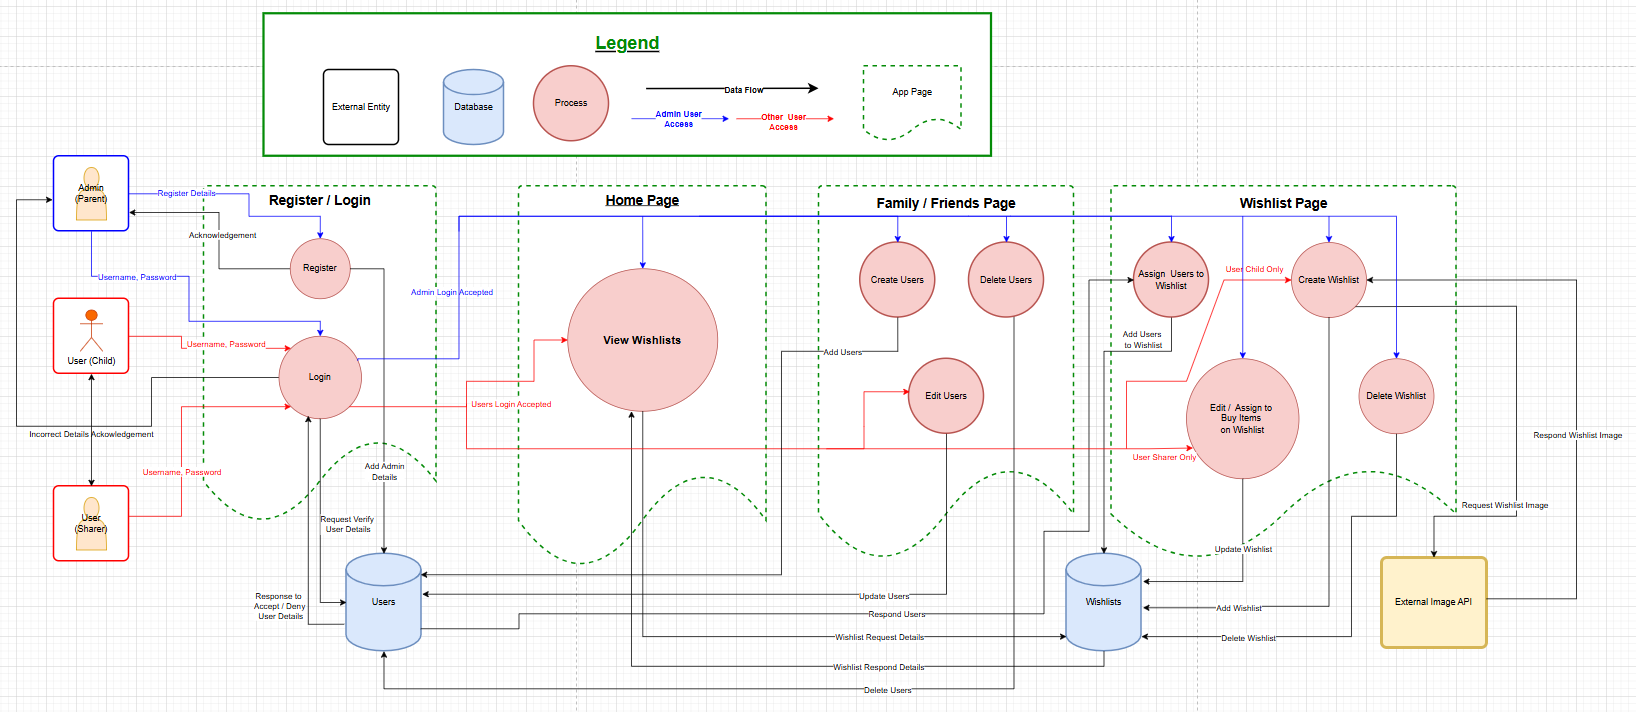 Legend
External Entity
Database
Process
Data Flow
Admin User
Access
Other User
Access
App Page
Admin
(Parent)
Register Details
Acknowledgement
Username, Password
User (Child)
Username, Password
Incorrect Details Ackowledgement
Username, Password
User
(Sharer)
Register / Login
Register
Login
Admin Login Accepted
Users Login Accepted
Add Admin
Details
Request Verify
User Details
Response to
Accept / Deny
User Details
Users
Home Page
View Wishlists
Family / Friends Page
Create Users
Delete Users
Add Users
Edit Users
Update Users
Respond Users
Wishlist Request Details
Wishlist Respond Details
Delete Users
Wishlist Page
Assign Users to
Wishlist
User Child Only
Create Wishlist
Add Users
to Wishlist
Edit / Assign to
Buy Items
on Wishlist
Delete Wishlist
User Sharer Only
Respond Wishlist Image
Request Wishlist Image
Update Wishlist
Wishlists
Add Wishlist
Delete Wishlist
External Image API